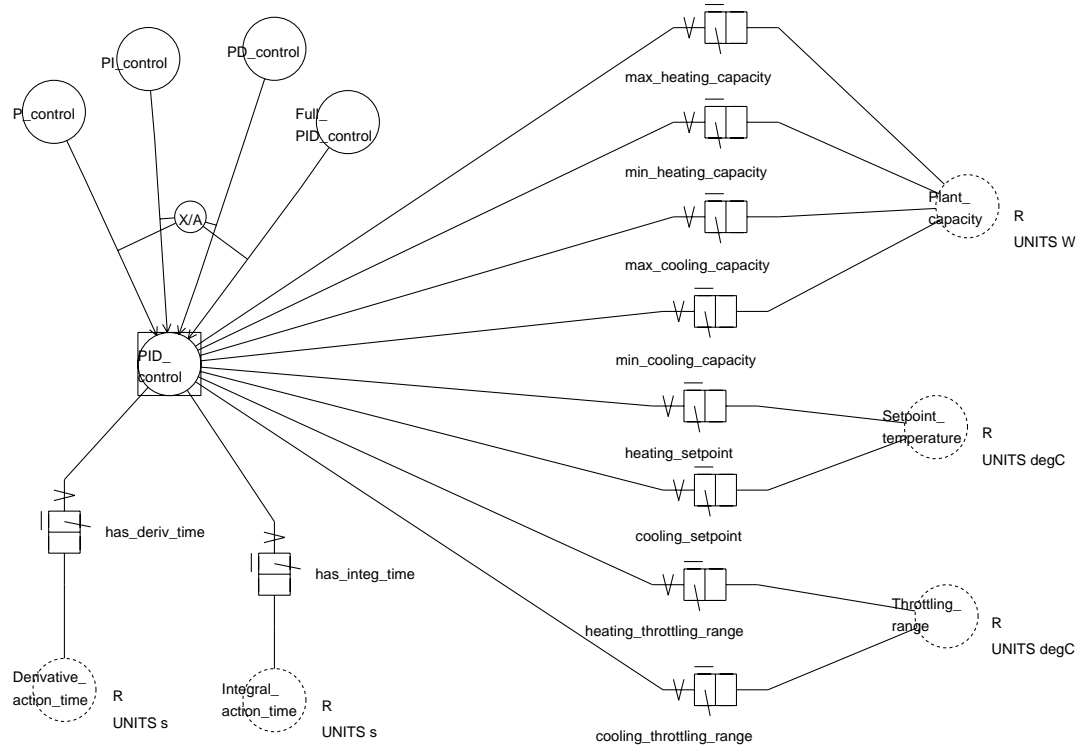 PD_control
PI_control
P_control
Full_
PID_control
X/A
PID_
control
max_heating_capacity
min_heating_capacity
max_cooling_capacity
min_cooling_capacity
Plant_
capacity
R
UNITS W
heating_setpoint
cooling_setpoint
Setpoint_
temperature
R
UNITS degC
heating_throttling_range
cooling_throttling_range
Throttling_
range
R
UNITS degC
has_deriv_time
has_integ_time
Derivative_
action_time
R
UNITS s
Integral_
action_time
R
UNITS s